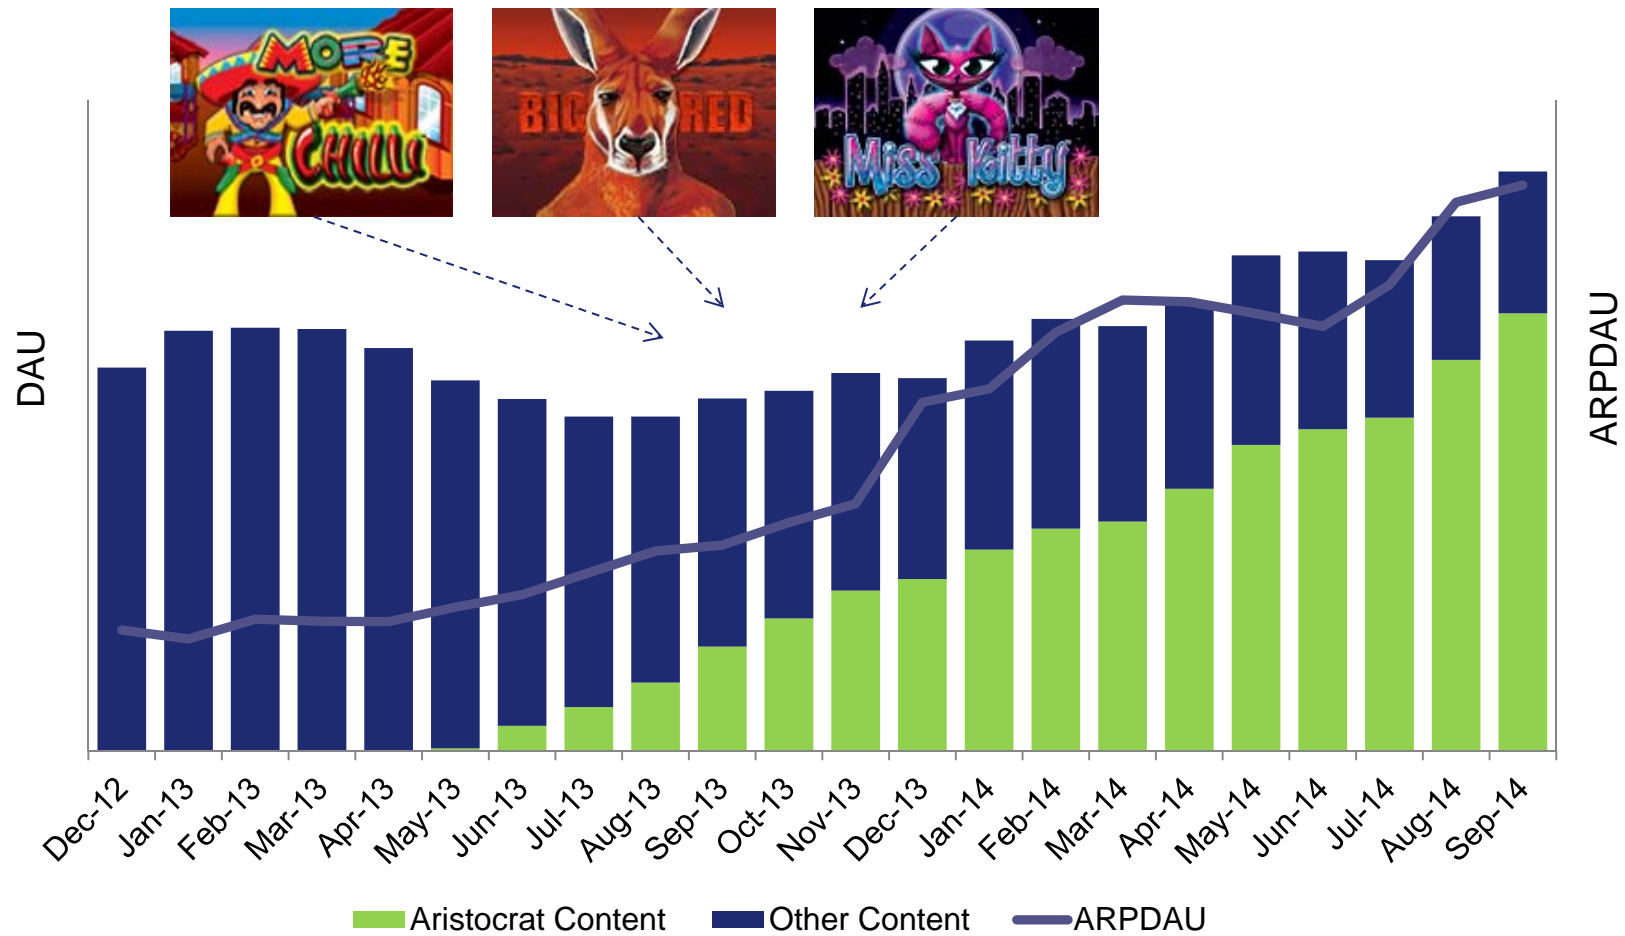 MORE
CHILLI
BIG RED
Miss Kitty
DAU
ARPDAU
Dec-12
Jan-13
Feb-13
Mar-13
Apr-13
May-13
Jun-13
Jul-13
Aug-13
Sep-13
Oct-13
Nov-13
Dec-13
Jan-14
Feb-14
Mar-14
Apr-14
May-14
Jun-14
Jul-14
Aug-14
Sep-14
Aristocrat Content
Other Content
ARPDAU